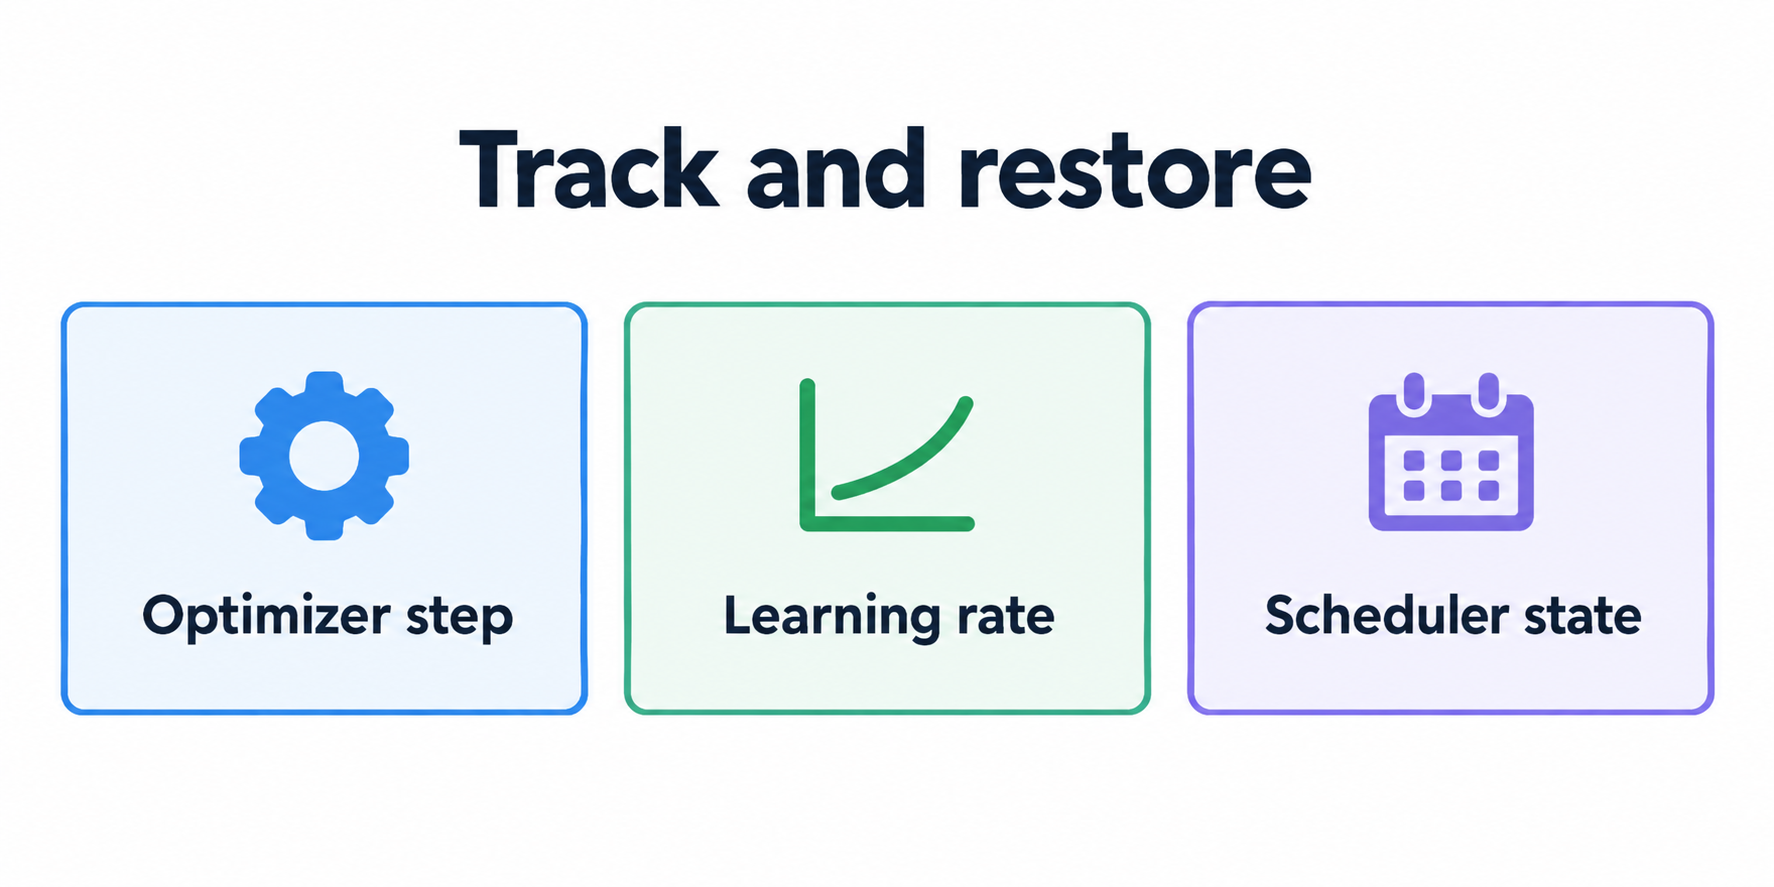 Track and restore
Optimizer step
Learning rate
Scheduler state